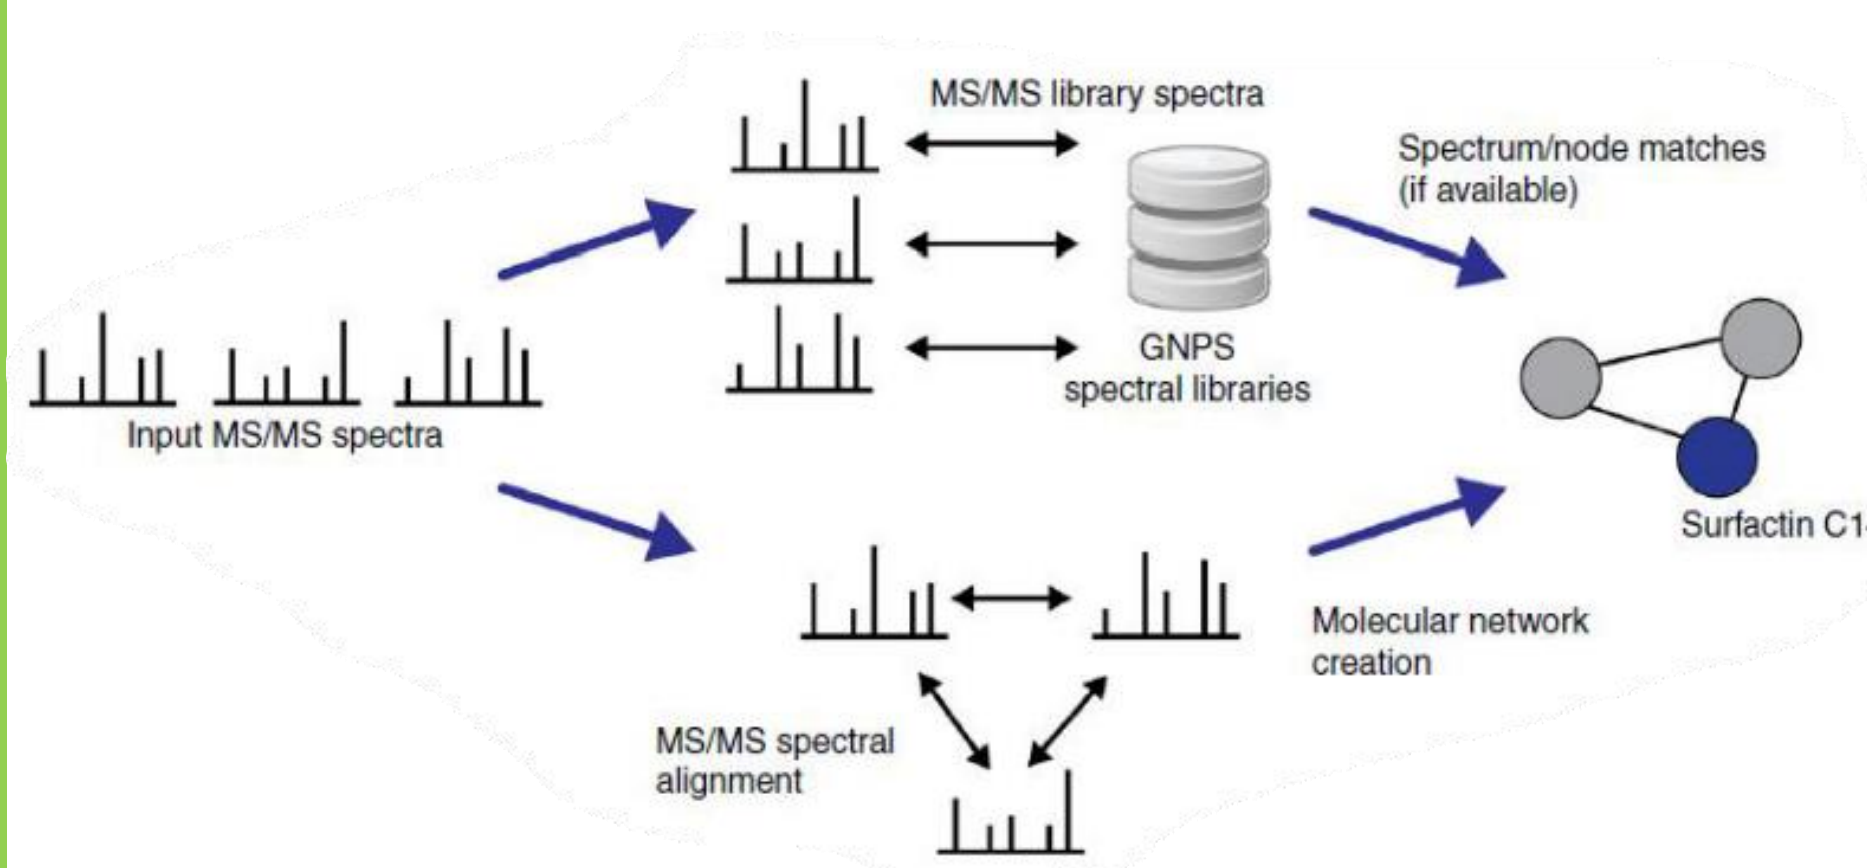 MS/MS library spectra
Spectrum/node matches
(if available)
GNPS
spectral libraries
Input MS/MS spectra
Surfactin
Molecular network
creation
MS/MS spectral
alignment